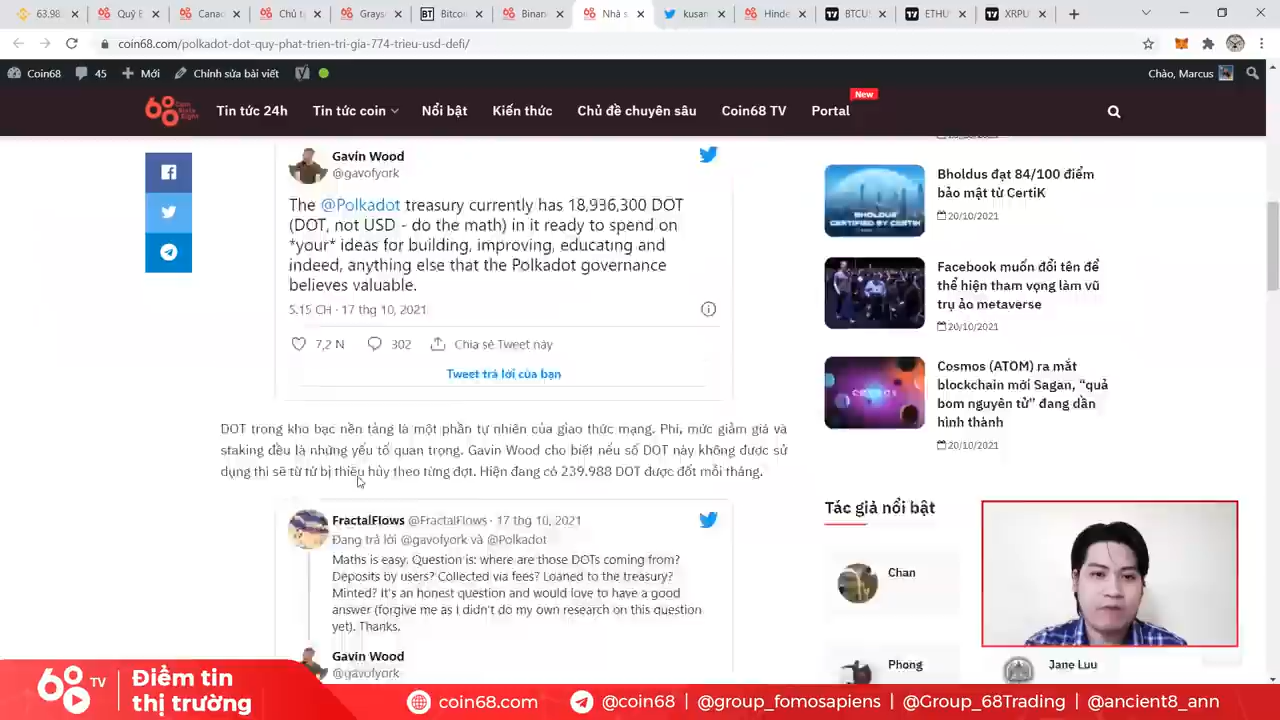 63.98
Quỹ E
Canad
Chủ t
Grays
Bitcoi
Binan
Nhà s
kusan
Hinde
BTCU
ETHU
XRPU
coin68.com/polkadot-dot-quy-phat-trien-tri-gia-774-trieu-usd-defi/
Coin68
45
Mới
Chỉnh sửa bài viết
Chào, Marcus
68 Coin Sixty Eight
Tin tức 24h
Tin tức coin
Nổi bật
Kiến thức
Chủ đề chuyên sâu
Coin68 TV
Portal
New
Gavin Wood
@gavofyork
The @Polkadot treasury currently has 18,936,300 DOT
(DOT, not USD - do the math) in it ready to spend on
*your* ideas for building, improving, educating and
indeed, anything else that the Polkadot governance
believes valuable.
5:15 CH · 17 thg 10, 2021
7,2 N
302
Chia sẻ Tweet này
Tweet trả lời của bạn
DOT trong kho bạc nền tảng là một phần tự nhiên của giao thức mạng. Phí, mức giảm giá và
staking đều là những yếu tố quan trọng. Gavin Wood cho biết nếu số DOT này không được sử
dụng thì sẽ từ từ bị thiêu hủy theo từng đợt. Hiện đang có 239.988 DOT được đốt mỗi tháng.
FractalFlows @FractalFlows · 17 thg 10, 2021
Đang trả lời @gavofyork và @Polkadot
Maths is easy. Question is: where are those DOTs coming from?
Deposits by users? Collected via fees? Loaned to the treasury?
Minted? It's an honest question and would love to have a good
answer (forgive me as I didn't do my own research on this question
yet). Thanks.
Gavin Wood
@gavofyork
Bholdus đạt 84/100 điểm
bảo mật từ CertiK
20/10/2021
BHOLDUS
CERTIFIED BY CERTIK
Facebook muốn đổi tên để
thể hiện tham vọng làm vũ
trụ ảo metaverse
20/10/2021
Cosmos (ATOM) ra mắt
blockchain mới Sagan, “quả
bom nguyên tử” đang dần
hình thành
20/10/2021
Tác giả nổi bật
Chan
Phong
Jane Luu
68 TV
Điểm tin
thị trường
coin68.com
@coin68 | @group_fomosapiens | @Group_68Trading | @ancient8_ann